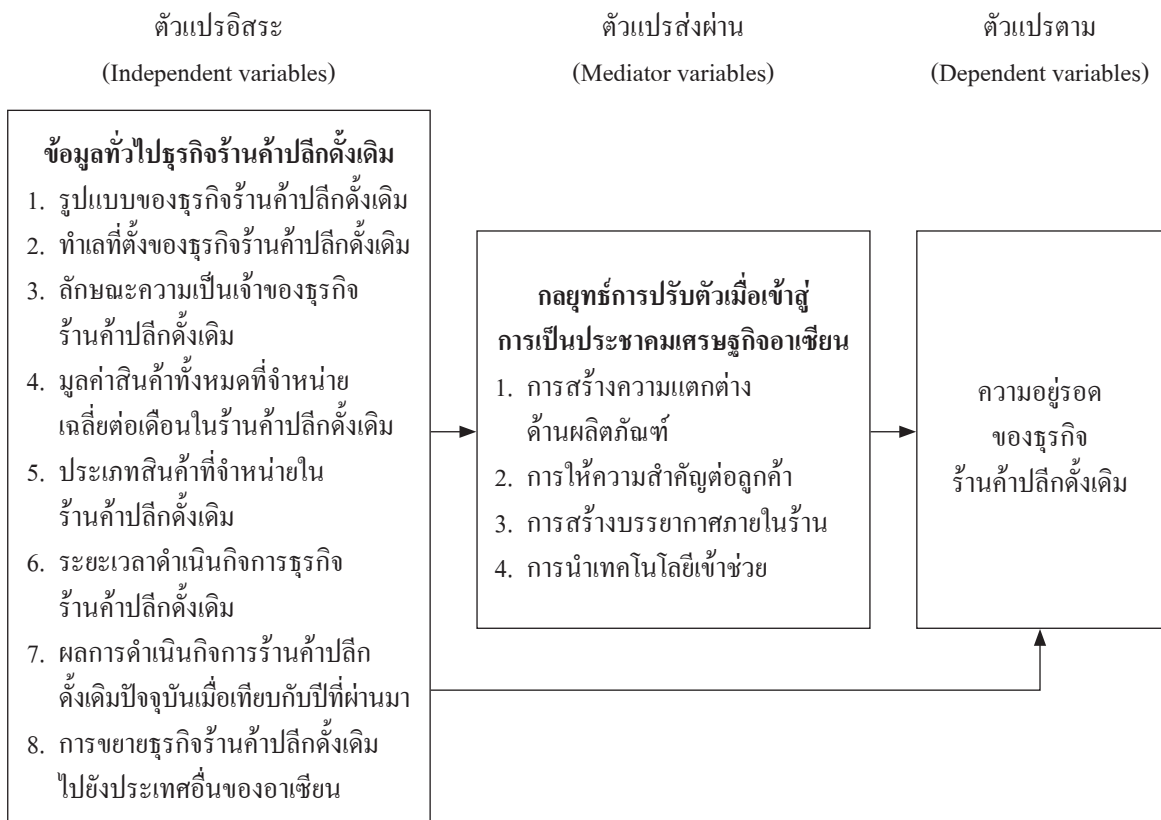 ตัวแปรอิสระ
(Independent variables)
ตัวแปรส่งผ่าน
(Mediator variables)
ตัวแปรตาม
(Dependent variables)
ข้อมูลทั่วไปธุรกิจร้านค้าปลีกดั้งเดิม
1. รูปแบบของธุรกิจร้านค้าปลีกดั้งเดิม
2. ทำเลที่ตั้งของธุรกิจร้านค้าปลีกดั้งเดิม
3. ลักษณะความเป็นเจ้าของธุรกิจ
ร้านค้าปลีกดั้งเดิม
4. มูลค่าสินค้าทั้งหมดที่จำหน่าย
เฉลี่ยต่อเดือนในร้านค้าปลีกดั้งเดิม
5. ประเภทสินค้าที่จำหน่ายใน
ร้านค้าปลีกดั้งเดิม
6. ระยะเวลาดำเนินกิจการธุรกิจ
ร้านค้าปลีกดั้งเดิม
7. ผลการดำเนินกิจการร้านค้าปลีก
ดั้งเดิมปัจจุบันเมื่อเทียบกับปีที่ผ่านมา
8. การขยายธุรกิจร้านค้าปลีกดั้งเดิม
ไปยังประเทศอื่นของอาเซียน
กลยุทธ์การปรับตัวเมื่อเข้าสู่
การเป็นประชาคมเศรษฐกิจอาเซียน
1. การสร้างความแตกต่าง
ด้านผลิตภัณฑ์
2. การให้ความสำคัญต่อลูกค้า
3. การสร้างบรรยากาศภายในร้าน
4. การนำเทคโนโลยีเข้าช่วย
ความอยู่รอด
ของธุรกิจ
ร้านค้าปลีกดั้งเดิม